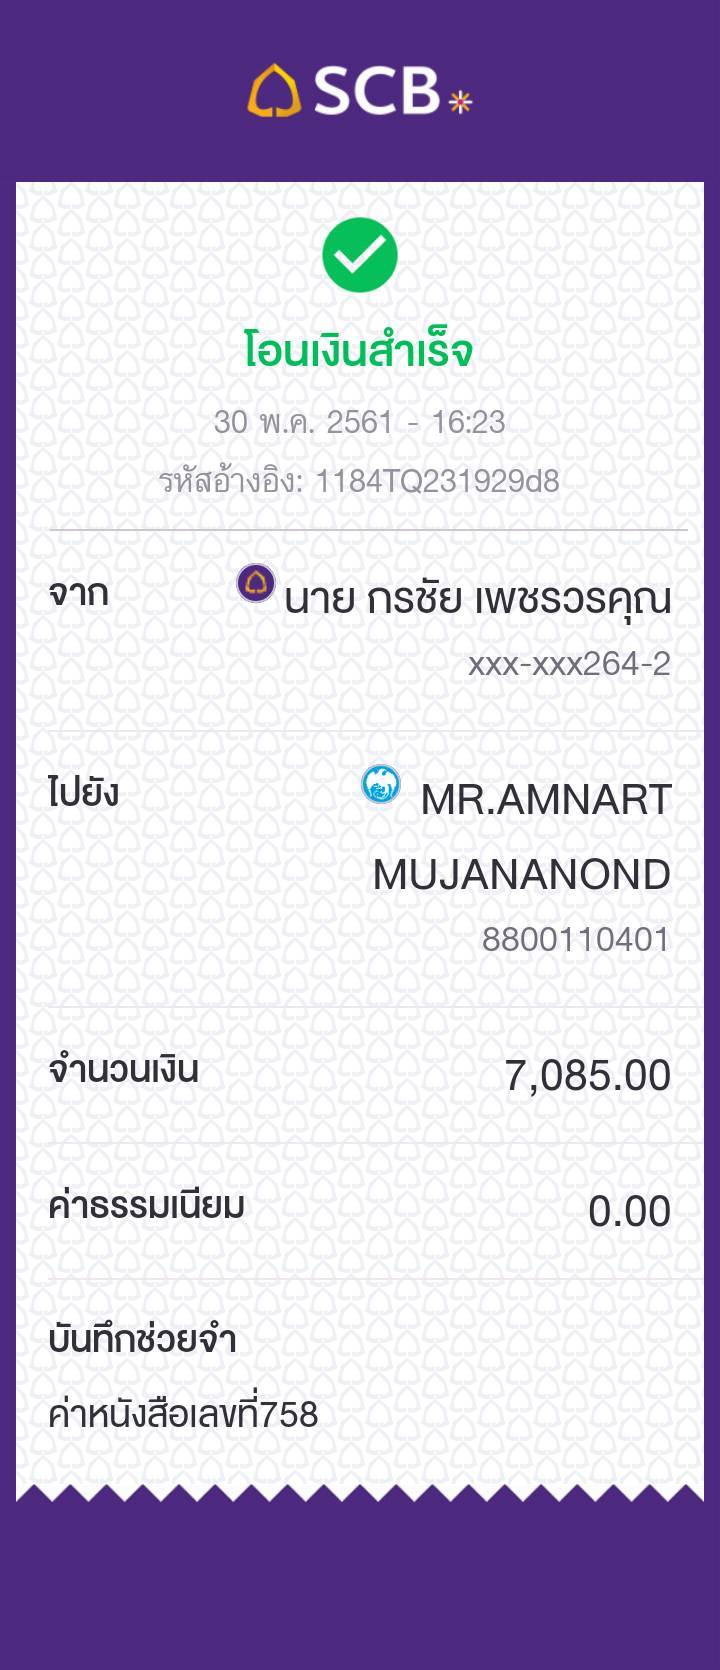 SCB
โอนเงินสำเร็จ
30 พ.ค. 2561 - 16:23
รหัสอ้างอิง: 1184TQ231929d8
จาก นาย กรชัย เพชรวรคุณ
xxx-xxx264-2
ไปยัง MR.AMNART
MUJANANOND
8800110401
จำนวนเงิน 7,085.00
ค่าธรรมเนียม 0.00
บันทึกช่วยจำ
ค่าหนังสือเลขที่758